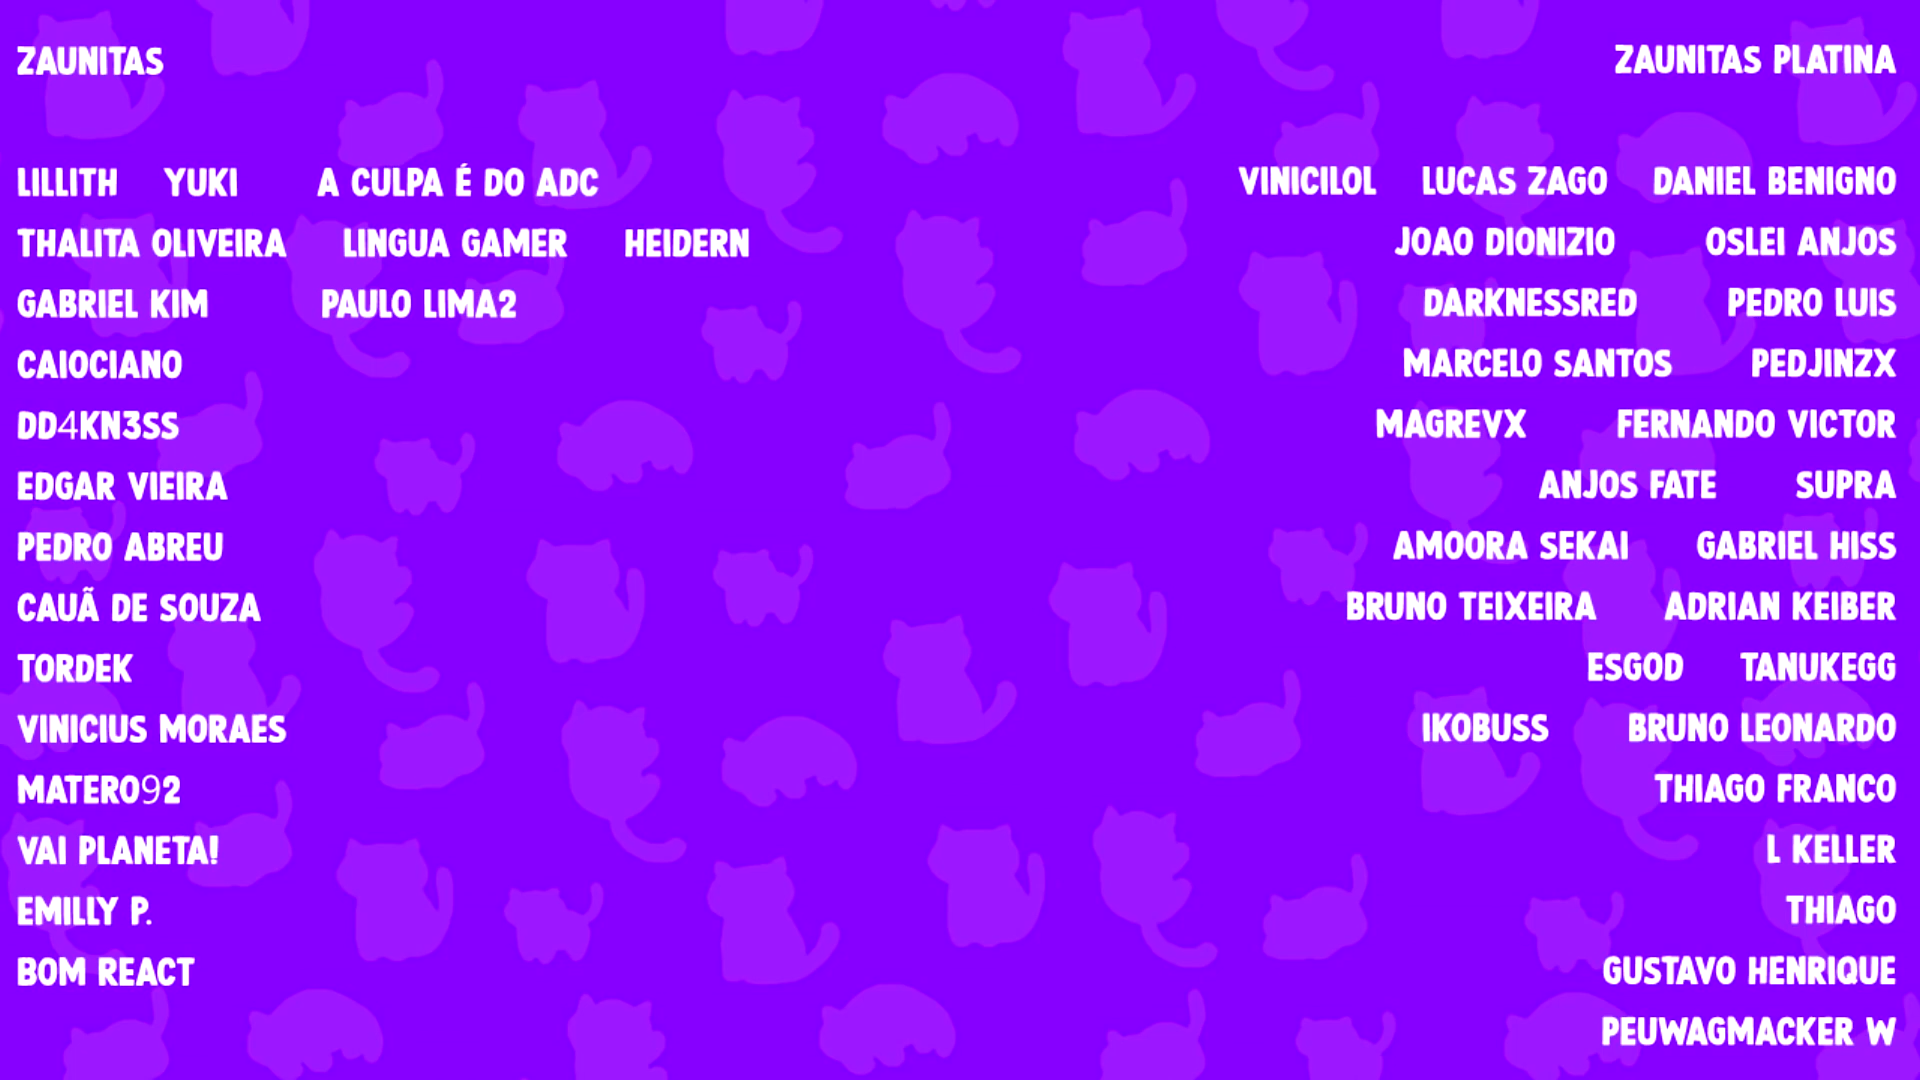 ZAUNITAS
LILLITH YUKI A CULPA É DO ADC
THALITA OLIVEIRA LINGUA GAMER HEIDERN
GABRIEL KIM PAULO LIMA2
CAIOCIANO
DD4KN3SS
EDGAR VIEIRA
PEDRO ABREU
CAUÃ DE SOUZA
TORDEK
VINICIUS MORAES
MATERO92
VAI PLANETA!
EMILLY P.
BOM REACT
ZAUNITAS PLATINA
VINICILOL LUCAS ZAGO DANIEL BENIGNO
JOAO DIONIZIO OSLEI ANJOS
DARKNESSRED PEDRO LUIS
MARCELO SANTOS PEDJINZX
MAGREVX FERNANDO VICTOR
ANJOS FATE SUPRA
AMOORA SEKAI GABRIEL HISS
BRUNO TEIXEIRA ADRIAN KEIBER
ESGOD TANUKEGG
IKOBUSS BRUNO LEONARDO
THIAGO FRANCO
L KELLER
THIAGO
GUSTAVO HENRIQUE
PEUWAGMACKER W